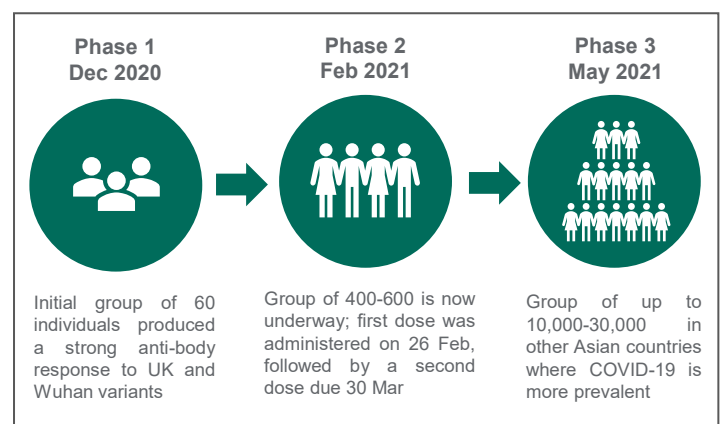 Phase 1
Dec 2020
Initial group of 60
individuals produced
a strong anti-body
response to UK and
Wuhan variants
Phase 2
Feb 2021
Group of 400-600 is now
underway; first dose was
administered on 26 Feb,
followed by a second
dose due 30 Mar
Phase 3
May 2021
Group of up to
10,000-30,000 in
other Asian countries
where COVID-19 is
more prevalent